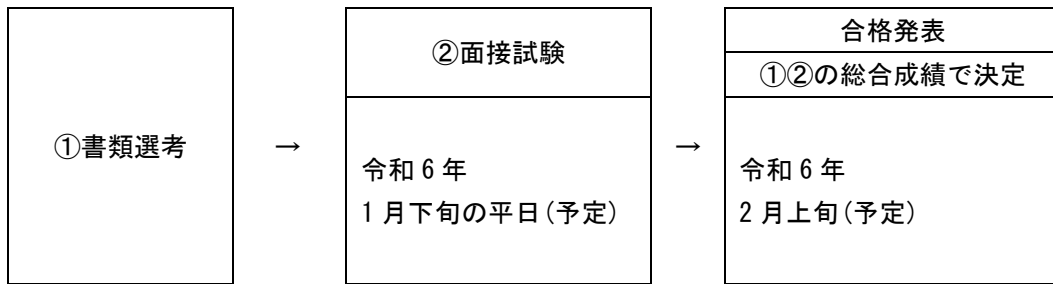 ①書類選考
→
②面接試験
令和6年
1月下旬の平日(予定)
→
合格発表
①②の総合成績で決定
令和6年
2月上旬(予定)